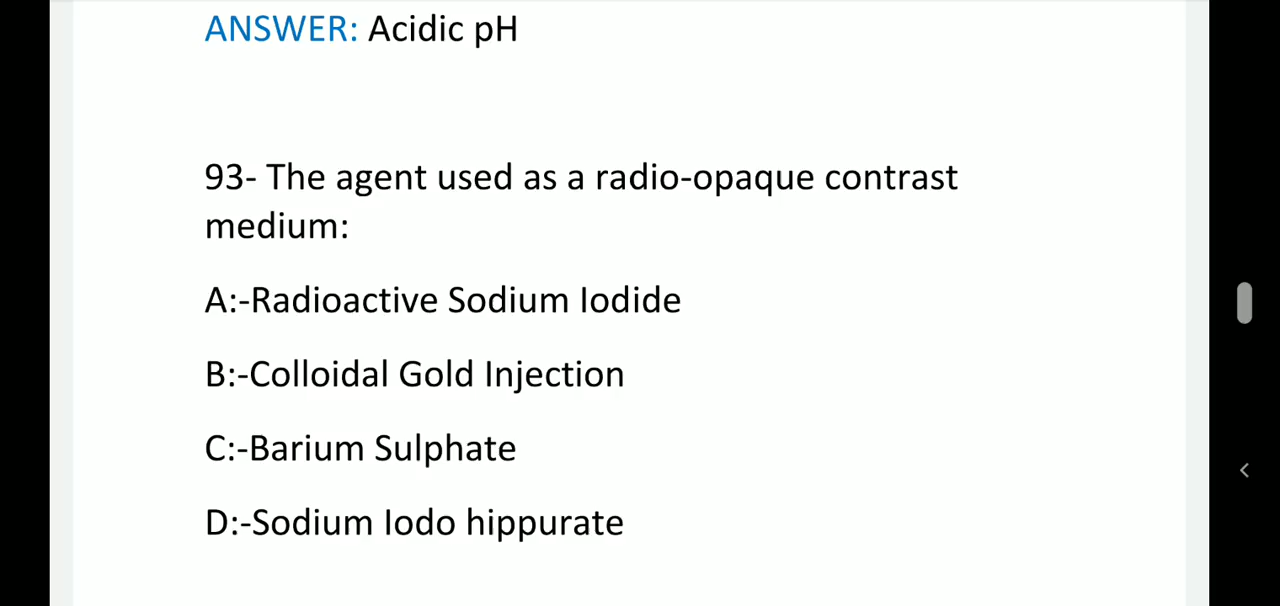 ANSWER: Acidic pH
93- The agent used as a radio-opaque contrast
medium:
A:-Radioactive Sodium Iodide
B:-Colloidal Gold Injection
C:-Barium Sulphate
D:-Sodium Iodo hippurate